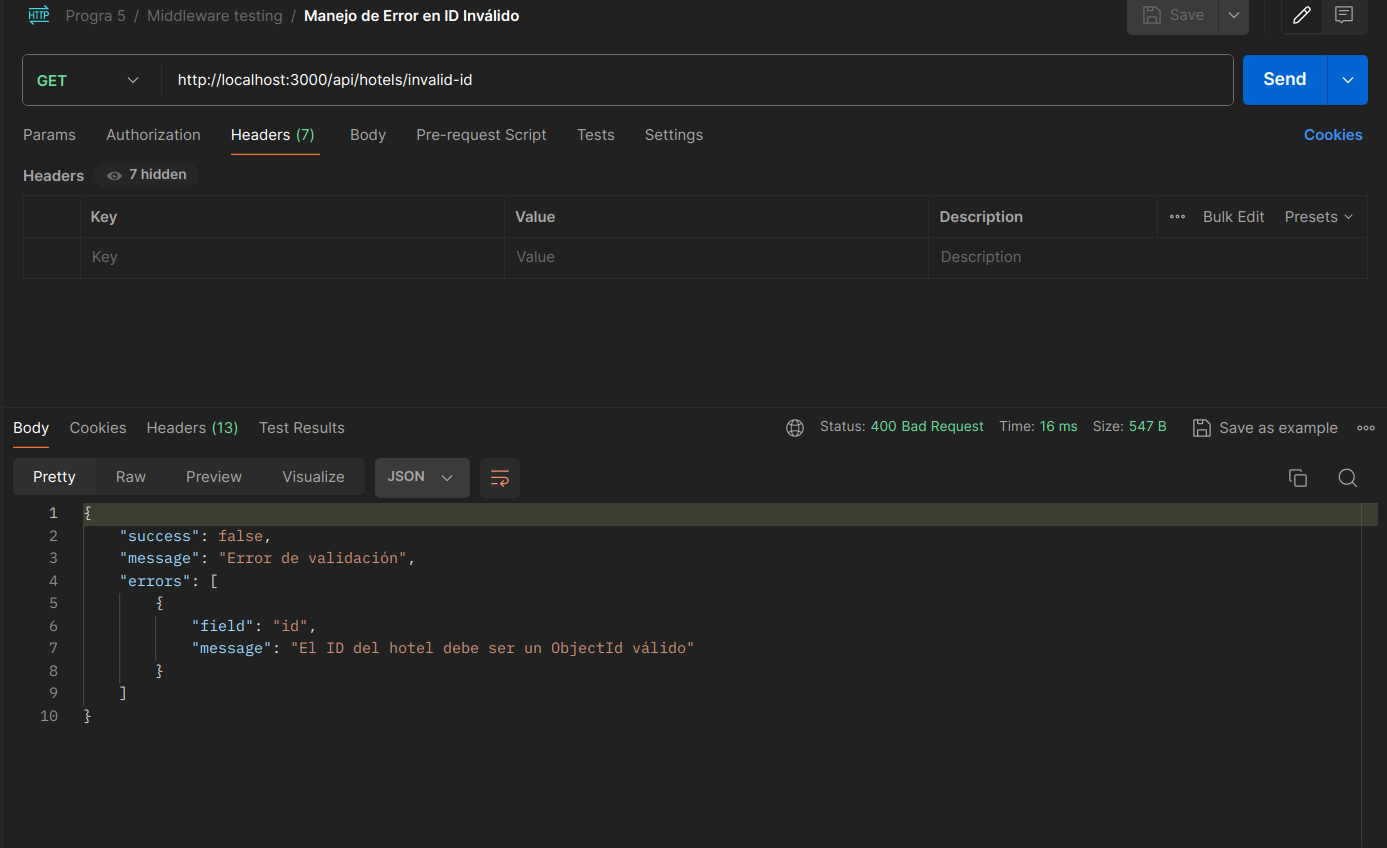 HTTP Progra 5 / Middleware testing / Manejo de Error en ID Inválido Save
GET http://localhost:3000/api/hotels/invalid-id Send
Params Authorization Headers (7) Body Pre-request Script Tests Settings Cookies
Headers 7 hidden
Key Value Description ••• Bulk Edit Presets
Key Value Description
Body Cookies Headers (13) Test Results Status: 400 Bad Request Time: 16 ms Size: 547 B Save as example
Pretty Raw Preview Visualize JSON
1 {
2 "success": false,
3 "message": "Error de validación",
4 "errors": [
5 {
6 "field": "id",
7 "message": "El ID del hotel debe ser un ObjectId válido"
8 }
9 ]
10 }